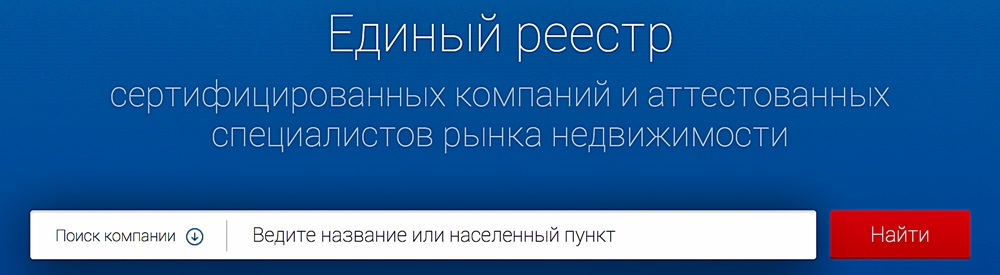 Единый реестр
сертифицированных компаний и аттестованных
специалистов рынка недвижимости
Поиск компании Ведите название или населенный пункт Найти